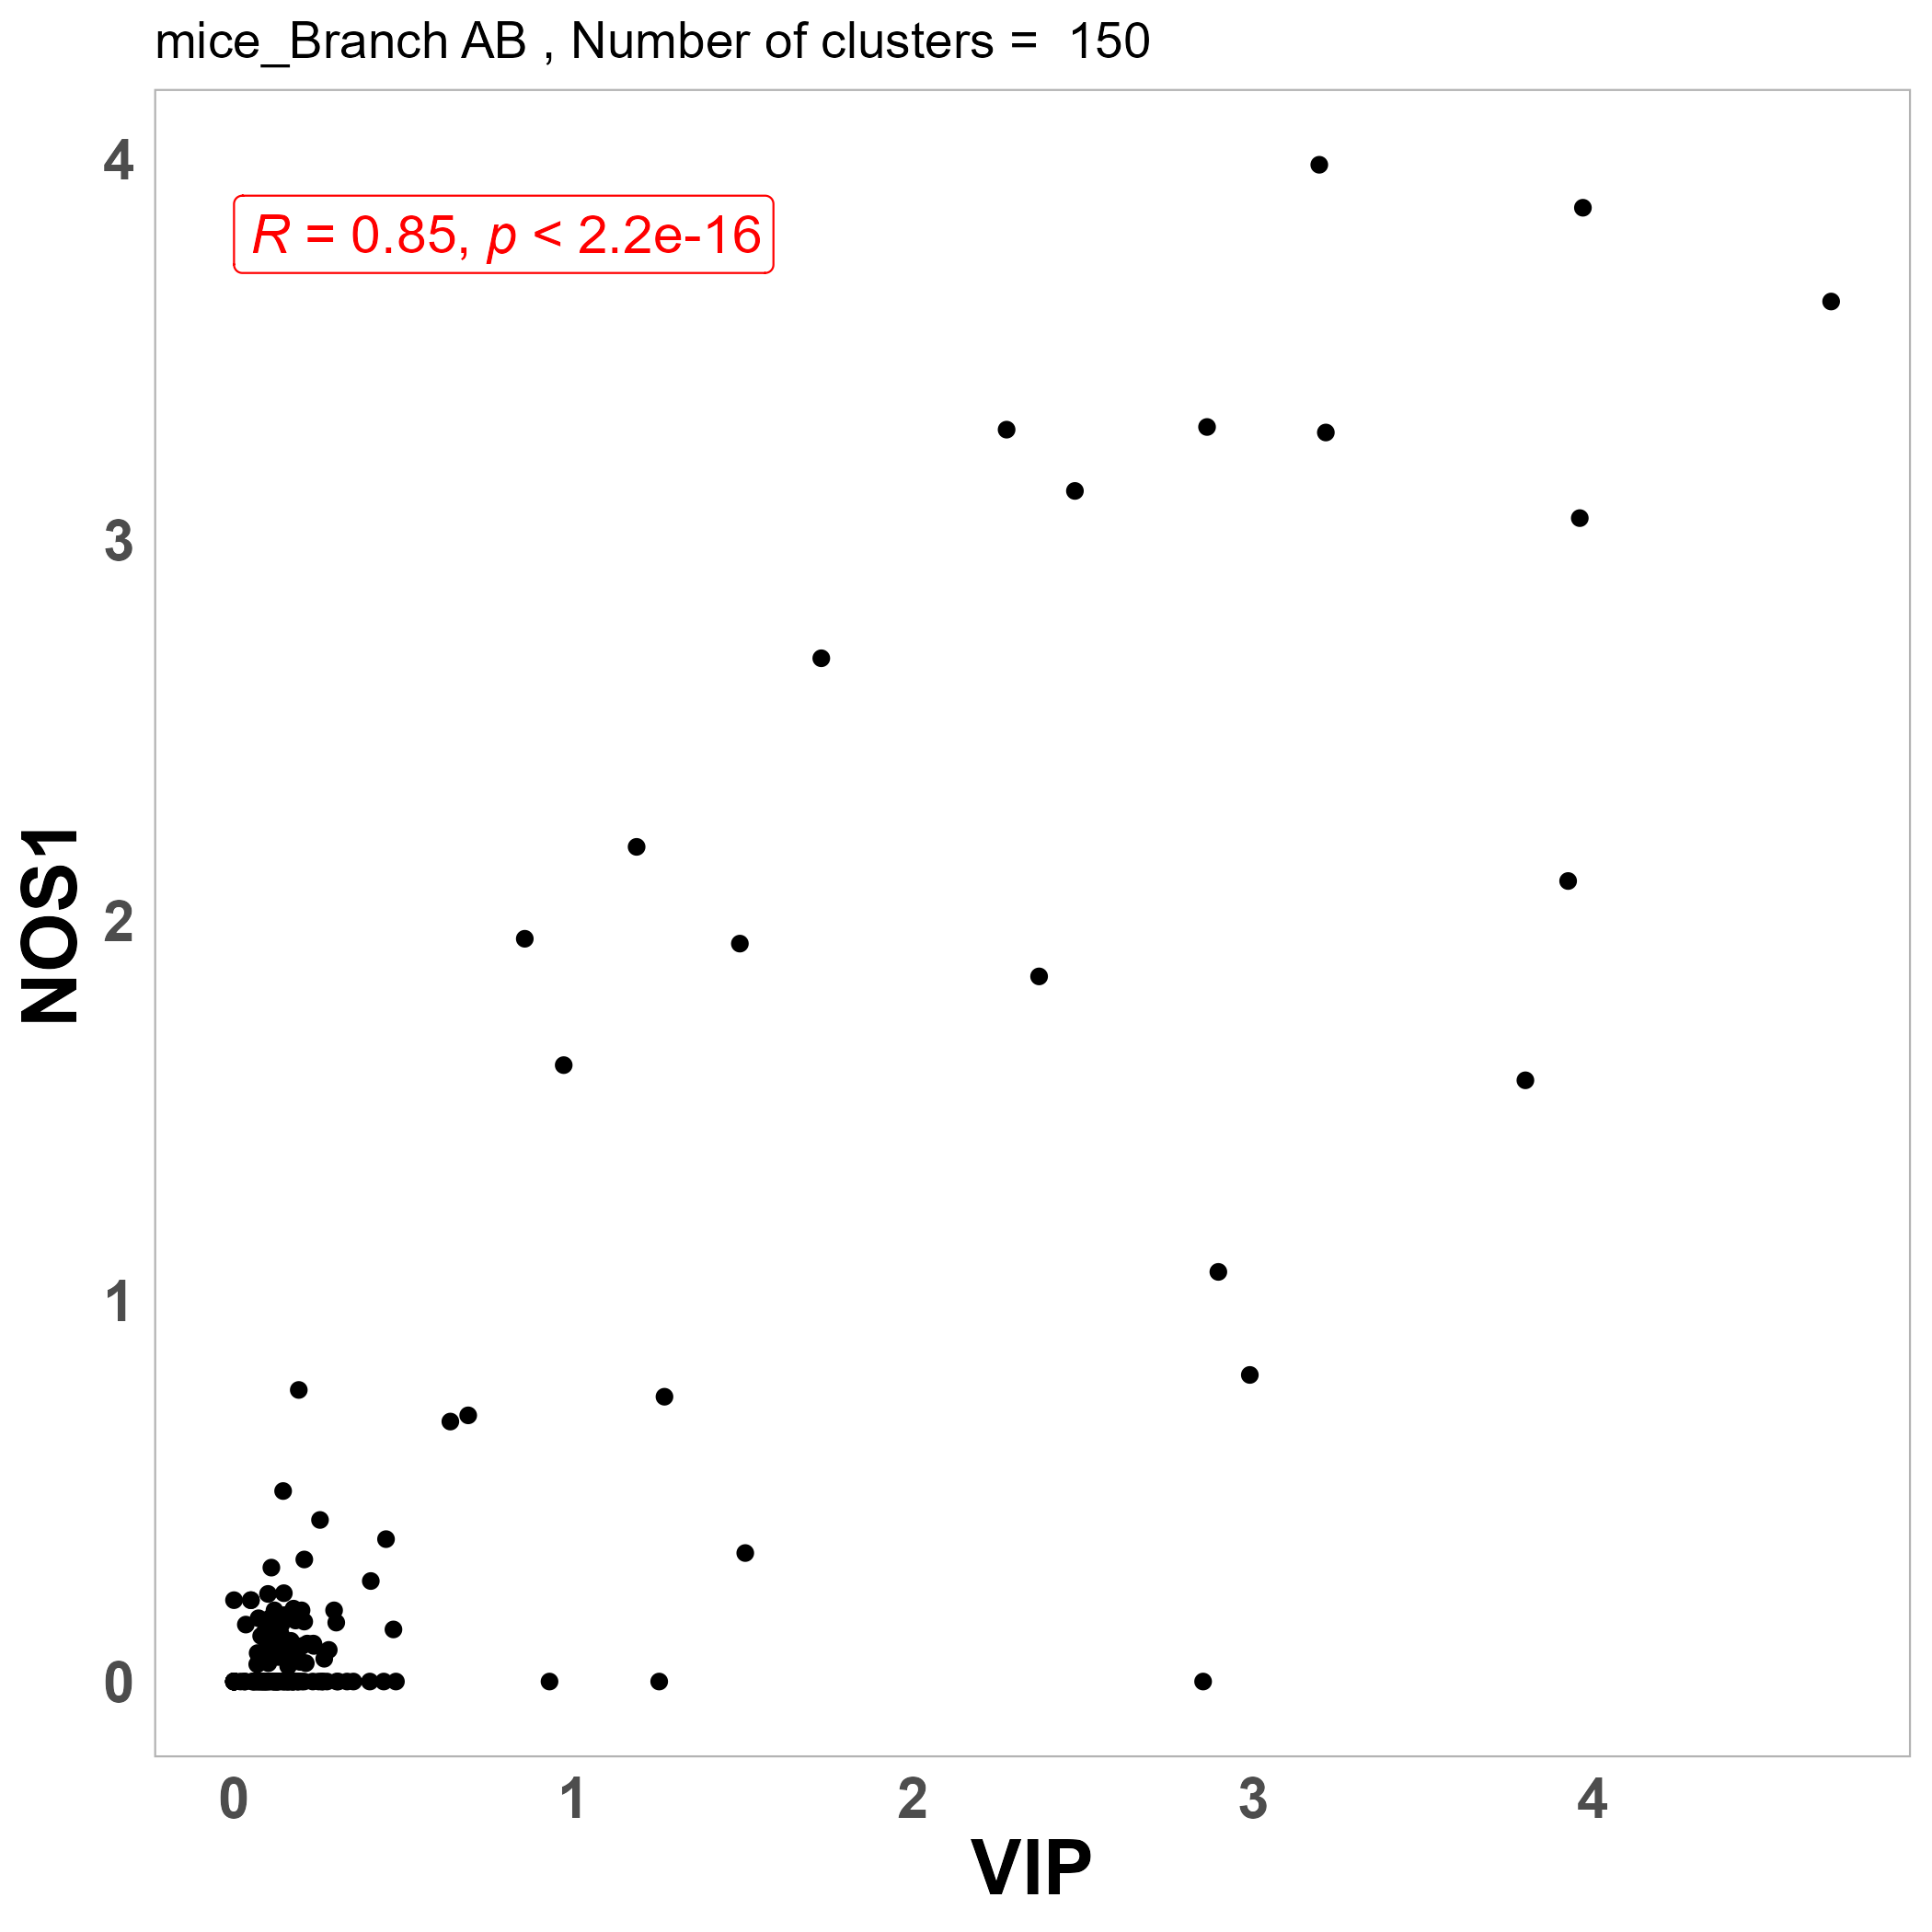 mice_Branch AB , Number of clusters =  150
R = 0.85, p < 2.2e-16
4
3
2
1
0
NOS1
0 1 2 3 4
VIP